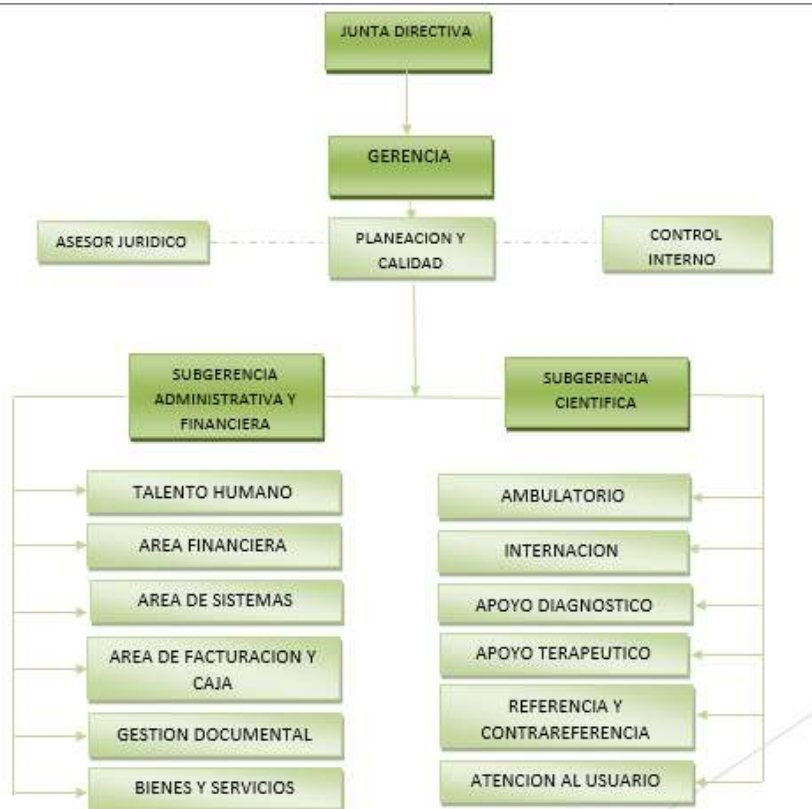 JUNTA DIRECTIVA
GERENCIA
ASESOR JURIDICO
PLANEACION Y
CALIDAD
CONTROL
INTERNO
SUBGERENCIA
ADMINISTRATIVA Y
FINANCIERA
TALENTO HUMANO
AREA FINANCIERA
AREA DE SISTEMAS
AREA DE FACTURACION Y
CAJA
GESTION DOCUMENTAL
BIENES Y SERVICIOS
SUBGERENCIA
CIENTIFICA
AMBULATORIO
INTERNACION
APOYO DIAGNOSTICO
APOYO TERAPEUTICO
REFERENCIA Y
CONTRAREFERENCIA
ATENCION AL USUARIO